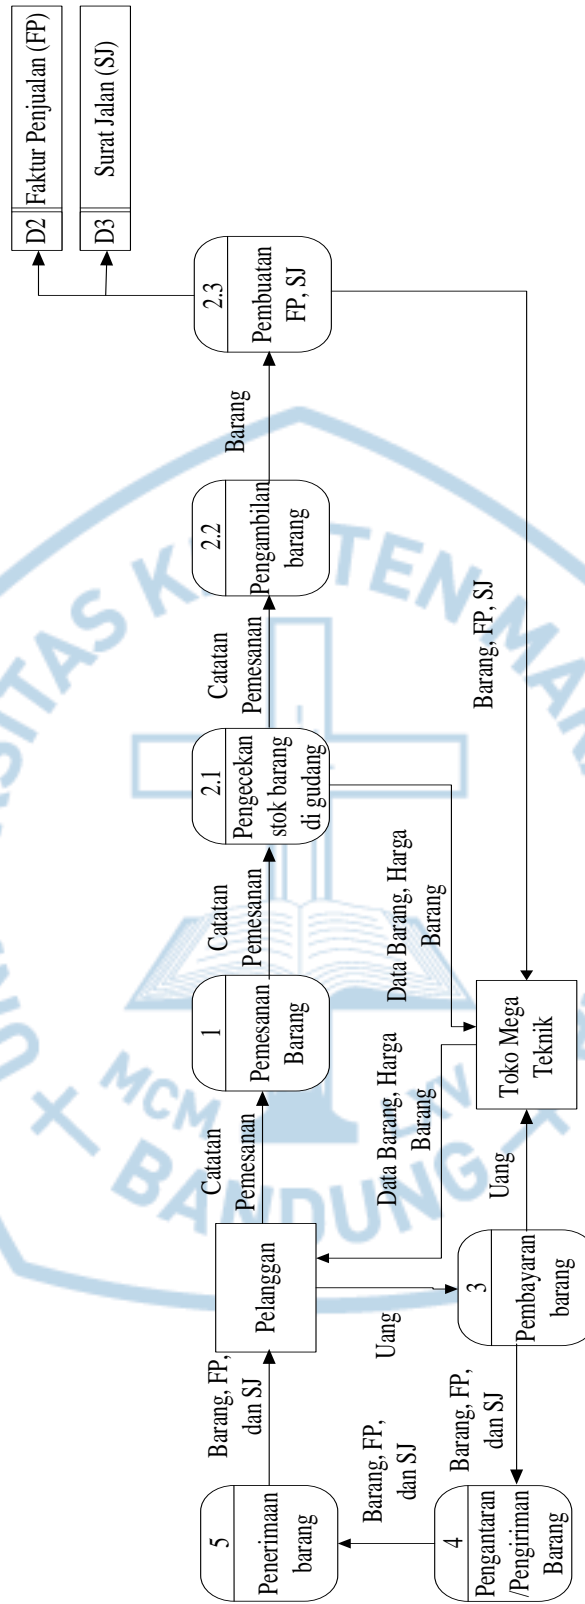 5
Penerimaan
barang
Barang, FP,
dan SJ
Pelanggan
Catatan
Pemesanan
1
Pemesanan
Barang
Catatan
Pemesanan
2.1
Pengecekan
stok barang
di gudang
Catatan
Pemesanan
2.2
Pengambilan
barang
Barang
2.3
Pembuatan
FP, SJ
D2 Faktur Penjualan (FP)
D3 Surat Jalan (SJ)
Barang, FP,
dan SJ
Uang
Data Barang, Harga
Barang
Data Barang, Harga
Barang
Barang, FP, SJ
4
Pengantaran
/Pengiriman
Barang
Barang, FP,
dan SJ
3
Pembayaran
barang
Uang
Toko Mega
Teknik
MCM
BANDUNG